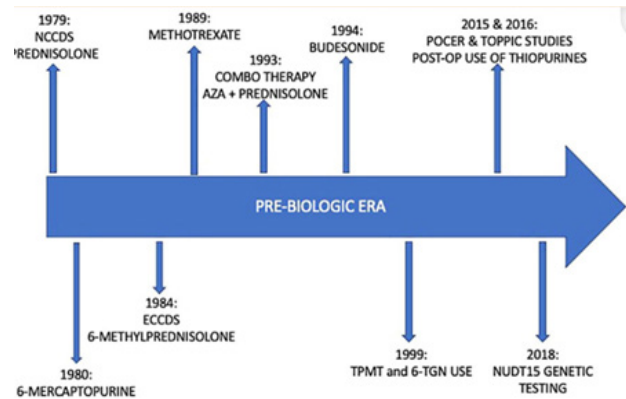 1979:
NCCDS
PREDNISOLONE
1989:
METHOTREXATE
1993:
COMBO THERAPY
AZA + PREDNISOLONE
1994:
BUDESONIDE
2015 & 2016:
POCER & TOPPIC STUDIES
POST-OP USE OF THIOPURINES
PRE-BIOLOGIC ERA
1980:
6-MERCAPTOPURINE
1984:
ECCDS
6-METHYLPREDNISOLONE
1999:
TPMT and 6-TGN USE
2018:
NUDT15 GENETIC
TESTING